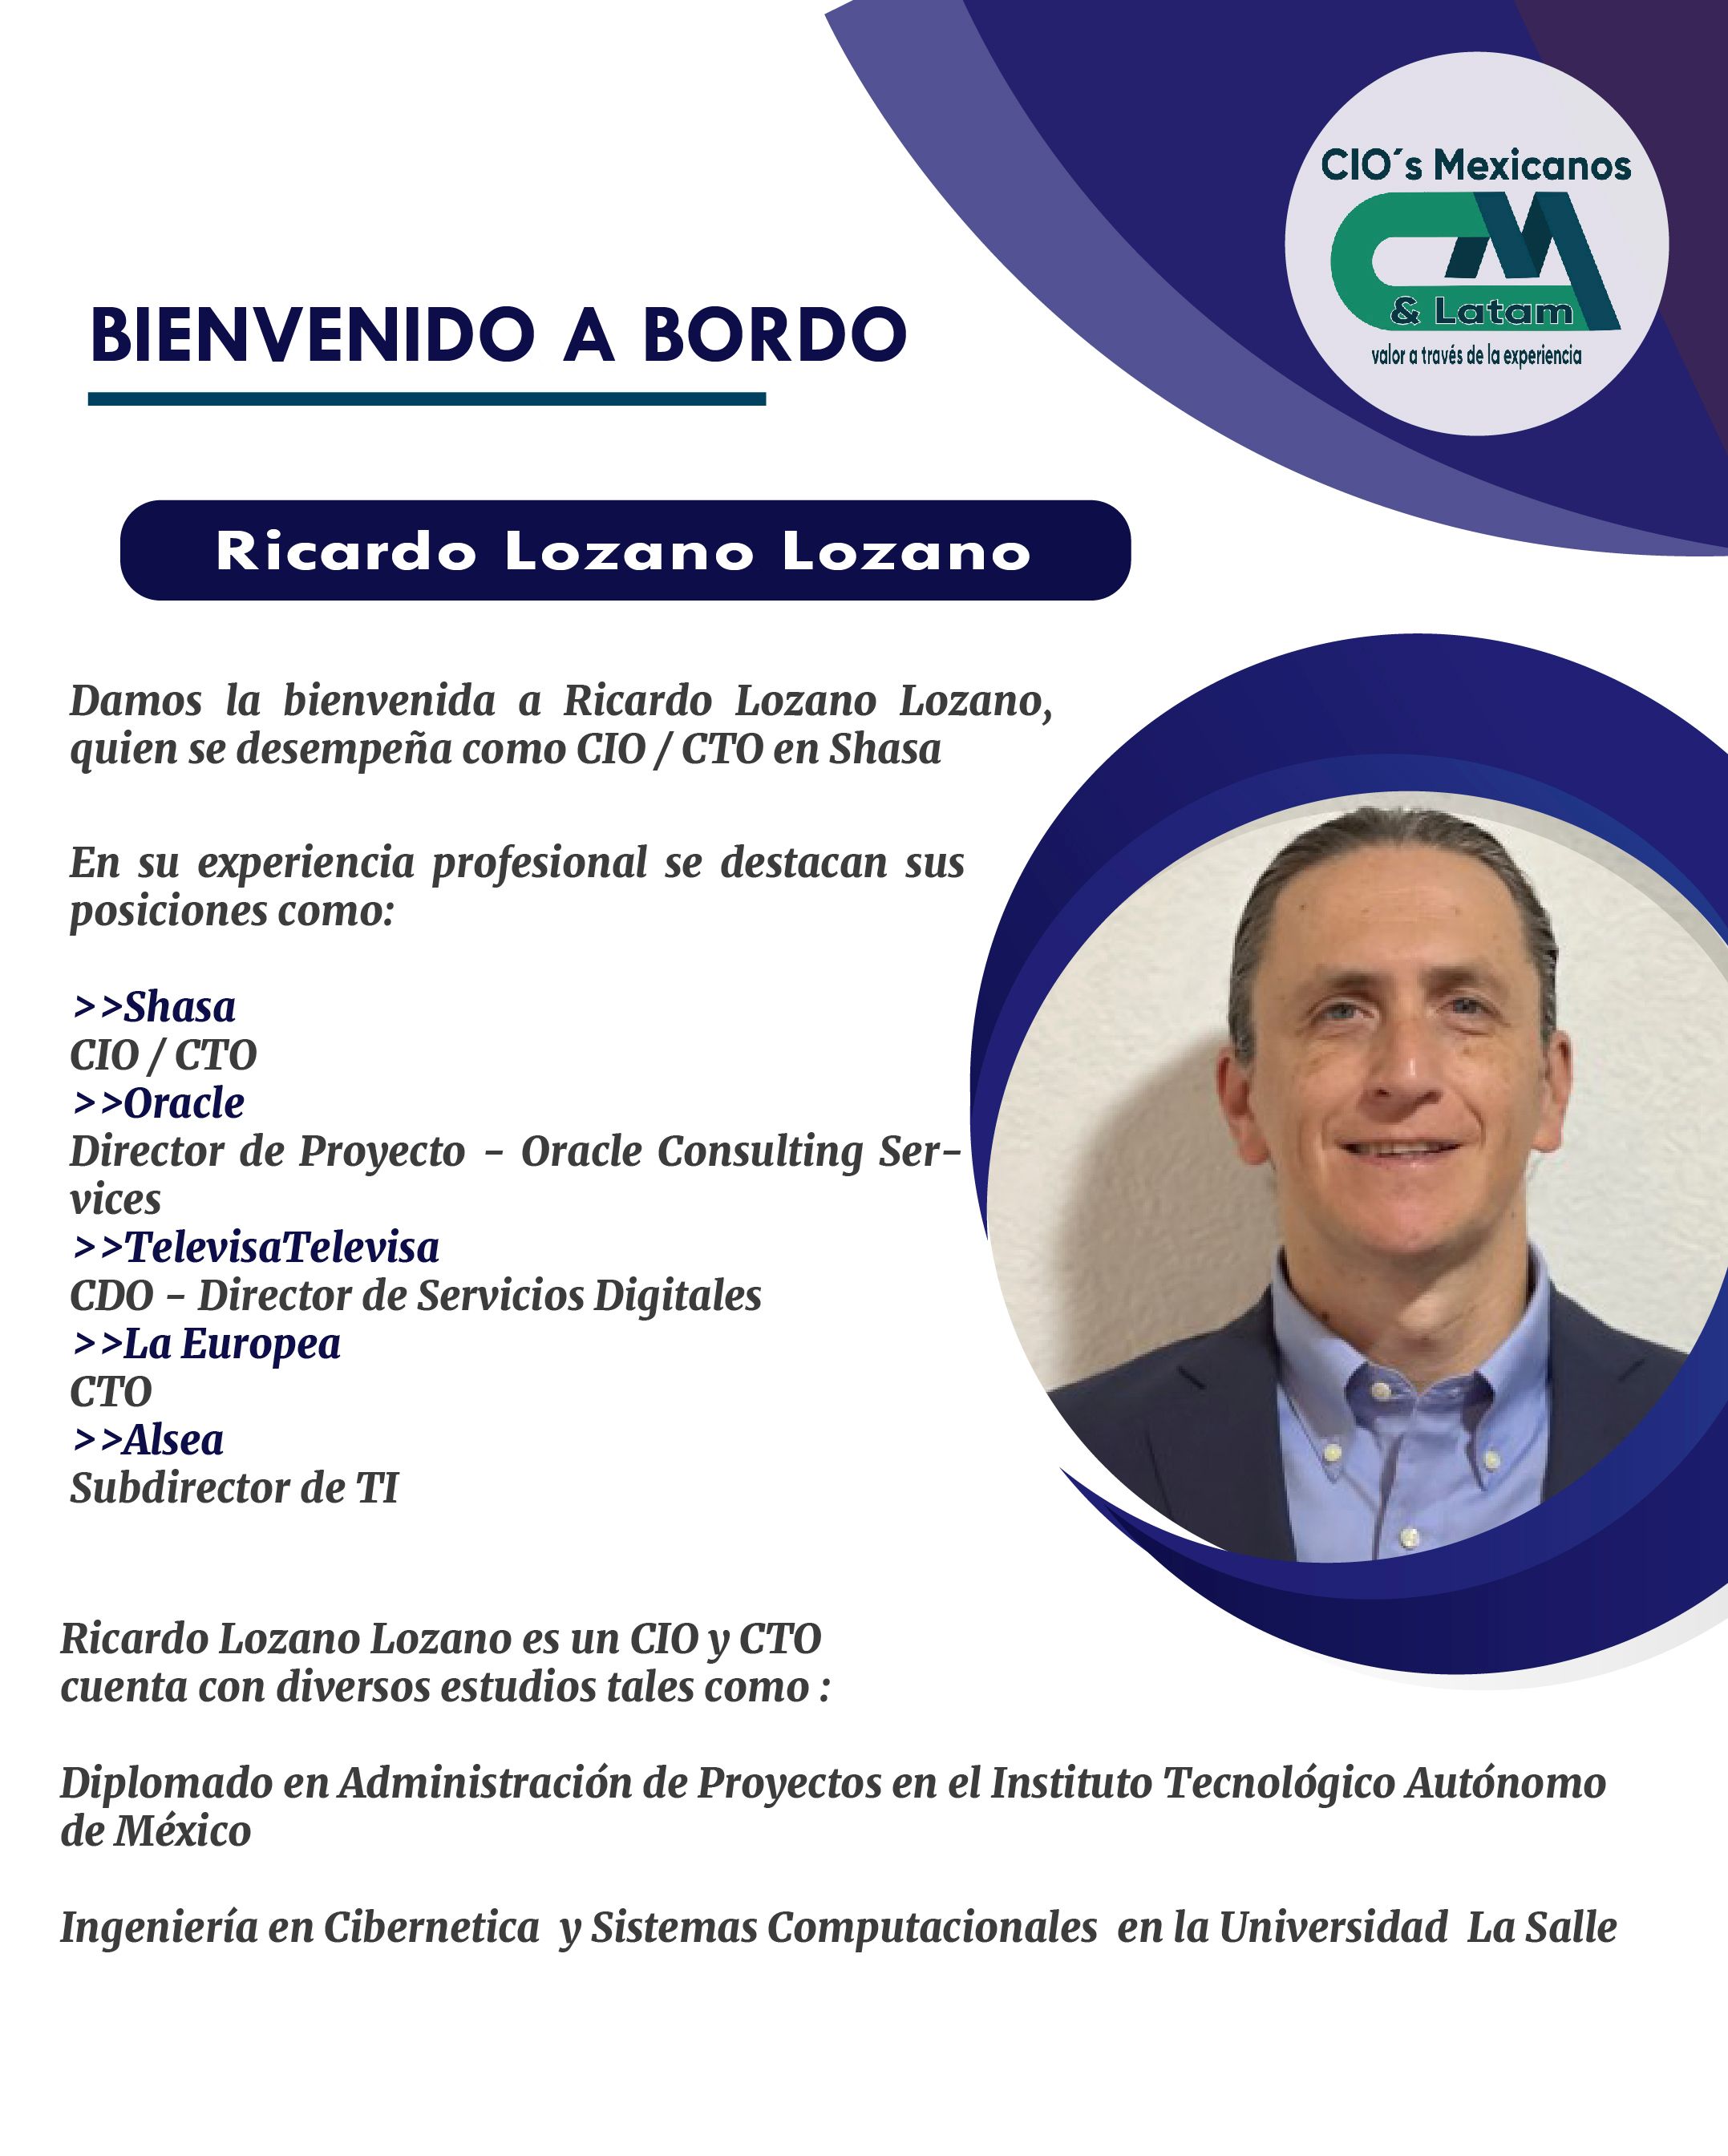 CIO´s Mexicanos
CM
& Latam
valor a través de la experiencia
BIENVENIDO A BORDO
Ricardo Lozano Lozano
Damos la bienvenida a Ricardo Lozano Lozano,
quien se desempeña como CIO / CTO en Shasa
En su experiencia profesional se destacan sus
posiciones como:
>>Shasa
CIO / CTO
>>Oracle
Director de Proyecto - Oracle Consulting Ser-
vices
>>TelevisaTelevisa
CDO - Director de Servicios Digitales
>>La Europea
CTO
>>Alsea
Subdirector de TI
Ricardo Lozano Lozano es un CIO y CTO
cuenta con diversos estudios tales como :
Diplomado en Administración de Proyectos en el Instituto Tecnológico Autónomo
de México
Ingeniería en Cibernetica  y Sistemas Computacionales  en la Universidad  La Salle